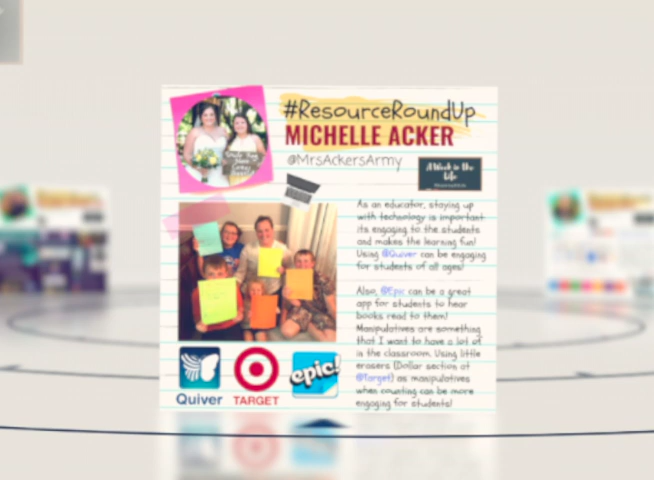 #ResourceRoundUp
MICHELLE ACKER
@MrsAckersArmy
A Week in the
Life
As an educator, staying up
with technology is important
its engaging to the students
and makes the learning fun!
Using @Quiver can be engaging
for students of all ages!
Also, @Epic can be a great
app for students to hear
books read to them!
Manipulatives are something
that I want to have a lot of
in the classroom. Using little
erasers (Dollar section at
@Target) as manipulatives
when counting can be more
engaging for students!
epic!
Quiver
TARGET